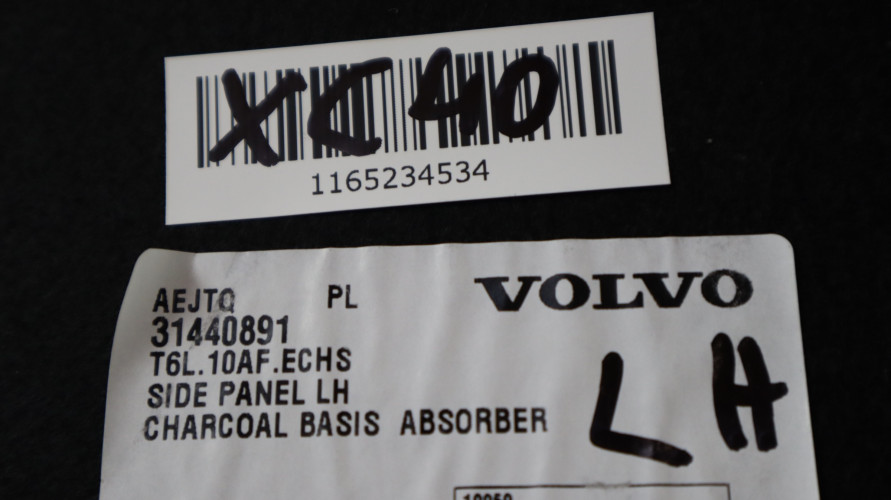 XC40
1165234534
AEJTQ PL VOLVO
31440891
T6L.10AF.ECHS
SIDE PANEL LH
CHARCOAL BASIS ABSORBER
LH